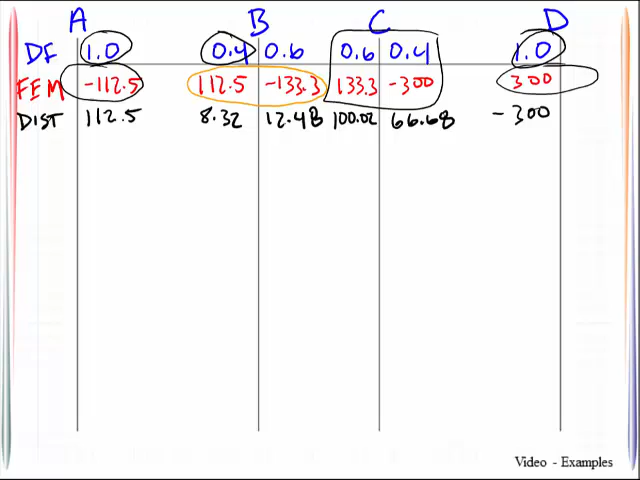 A B C D
DF 1.0 0.4 0.6 0.6 0.4 1.0
FEM -112.5 112.5 -133.3 133.3 -300 300
DIST 112.5 8.32 12.48 100.02 66.68 -300
Video - Examples